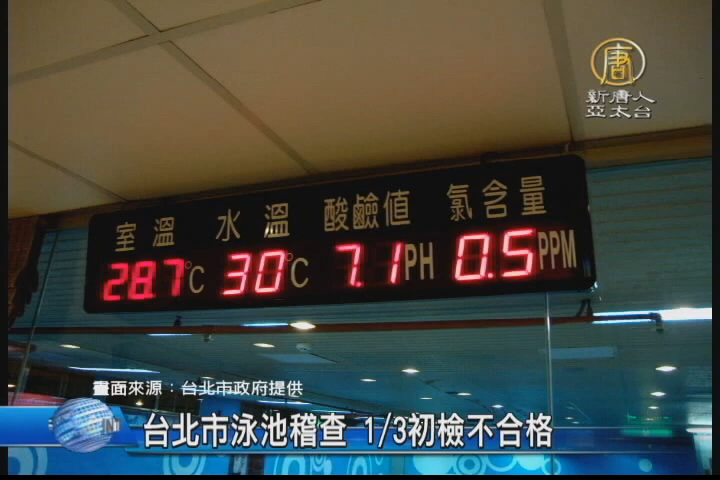 新唐人
亞太台
室溫 水溫 酸鹼值 氯含量
28.7°C 30°C 7.1PH 0.5PPM
畫面來源：台北市政府提供
台北市泳池稽查 1/3初檢不合格